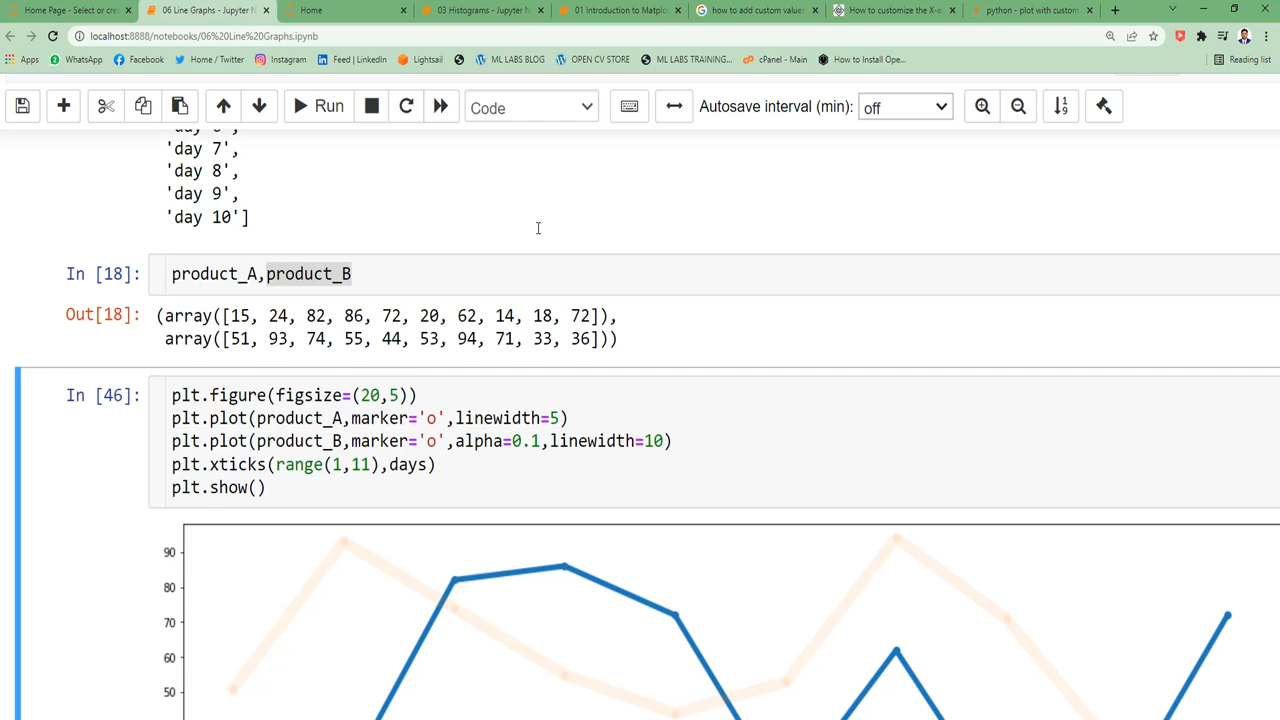 Home Page - Select or cre
06 Line Graphs - Jupyter N
Home
03 Histograms - Jupyter N
01 Introduction to Matplo
how to add custom values
How to customize the X-a
python - plot with custom
localhost:8888/notebooks/06%20Line%20Graphs.ipynb
Apps
WhatsApp
Facebook
Home / Twitter
Instagram
Feed | LinkedIn
Lightsail
ML LABS BLOG
OPEN CV STORE
ML LABS TRAINING...
cPanel - Main
How to Install Ope...
Reading list
Run
Code
Autosave interval (min):
off
'day 7',
'day 8',
'day 9',
'day 10']
In [18]:
product_A,product_B
Out[18]:
(array([15, 24, 82, 86, 72, 20, 62, 14, 18, 72]),
array([51, 93, 74, 55, 44, 53, 94, 71, 33, 36]))
In [46]:
plt.figure(figsize=(20,5))
plt.plot(product_A,marker='o',linewidth=5)
plt.plot(product_B,marker='o',alpha=0.1,linewidth=10)
plt.xticks(range(1,11),days)
plt.show()
90
80
70
60
50